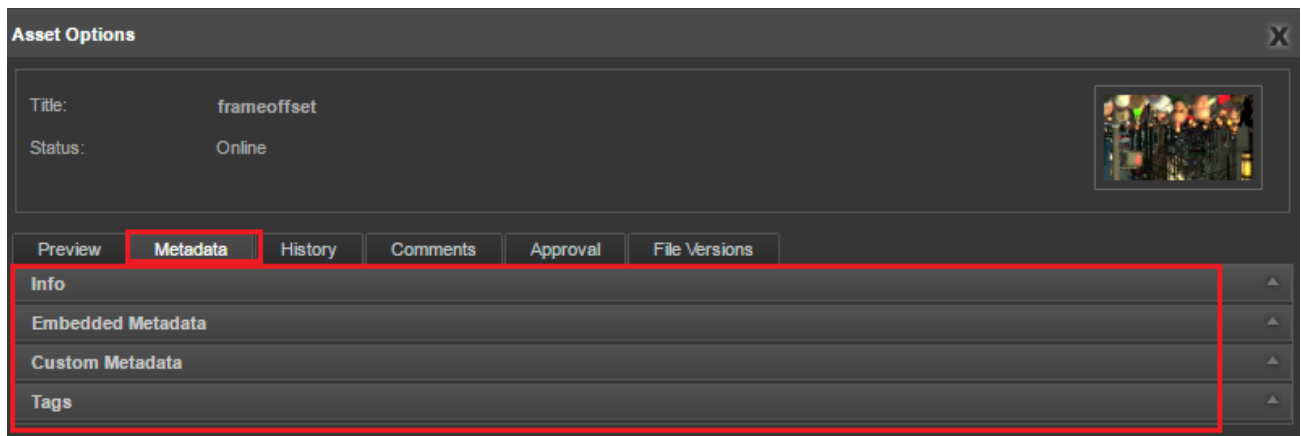 Asset Options
X
Title: frameoffset
Status: Online
Preview Metadata History Comments Approval File Versions
Info
Embedded Metadata
Custom Metadata
Tags